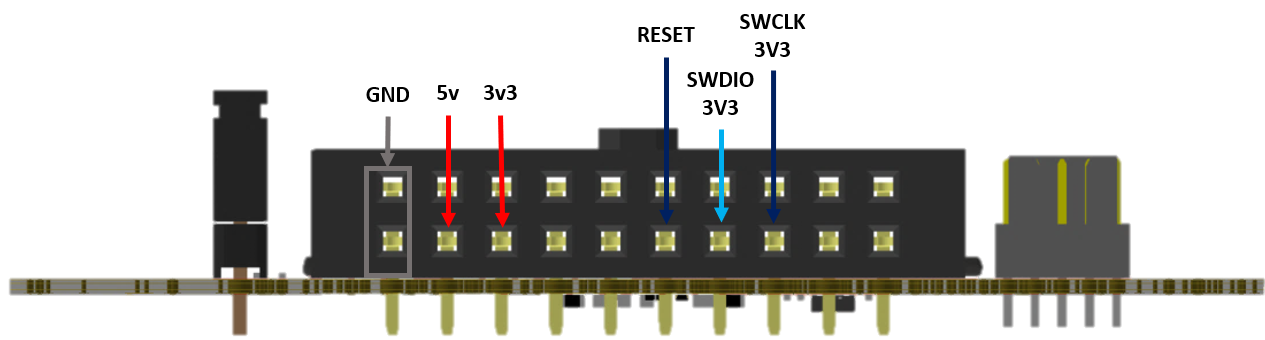 GND
5v
3v3
RESET
SWDIO
3V3
SWCLK
3V3